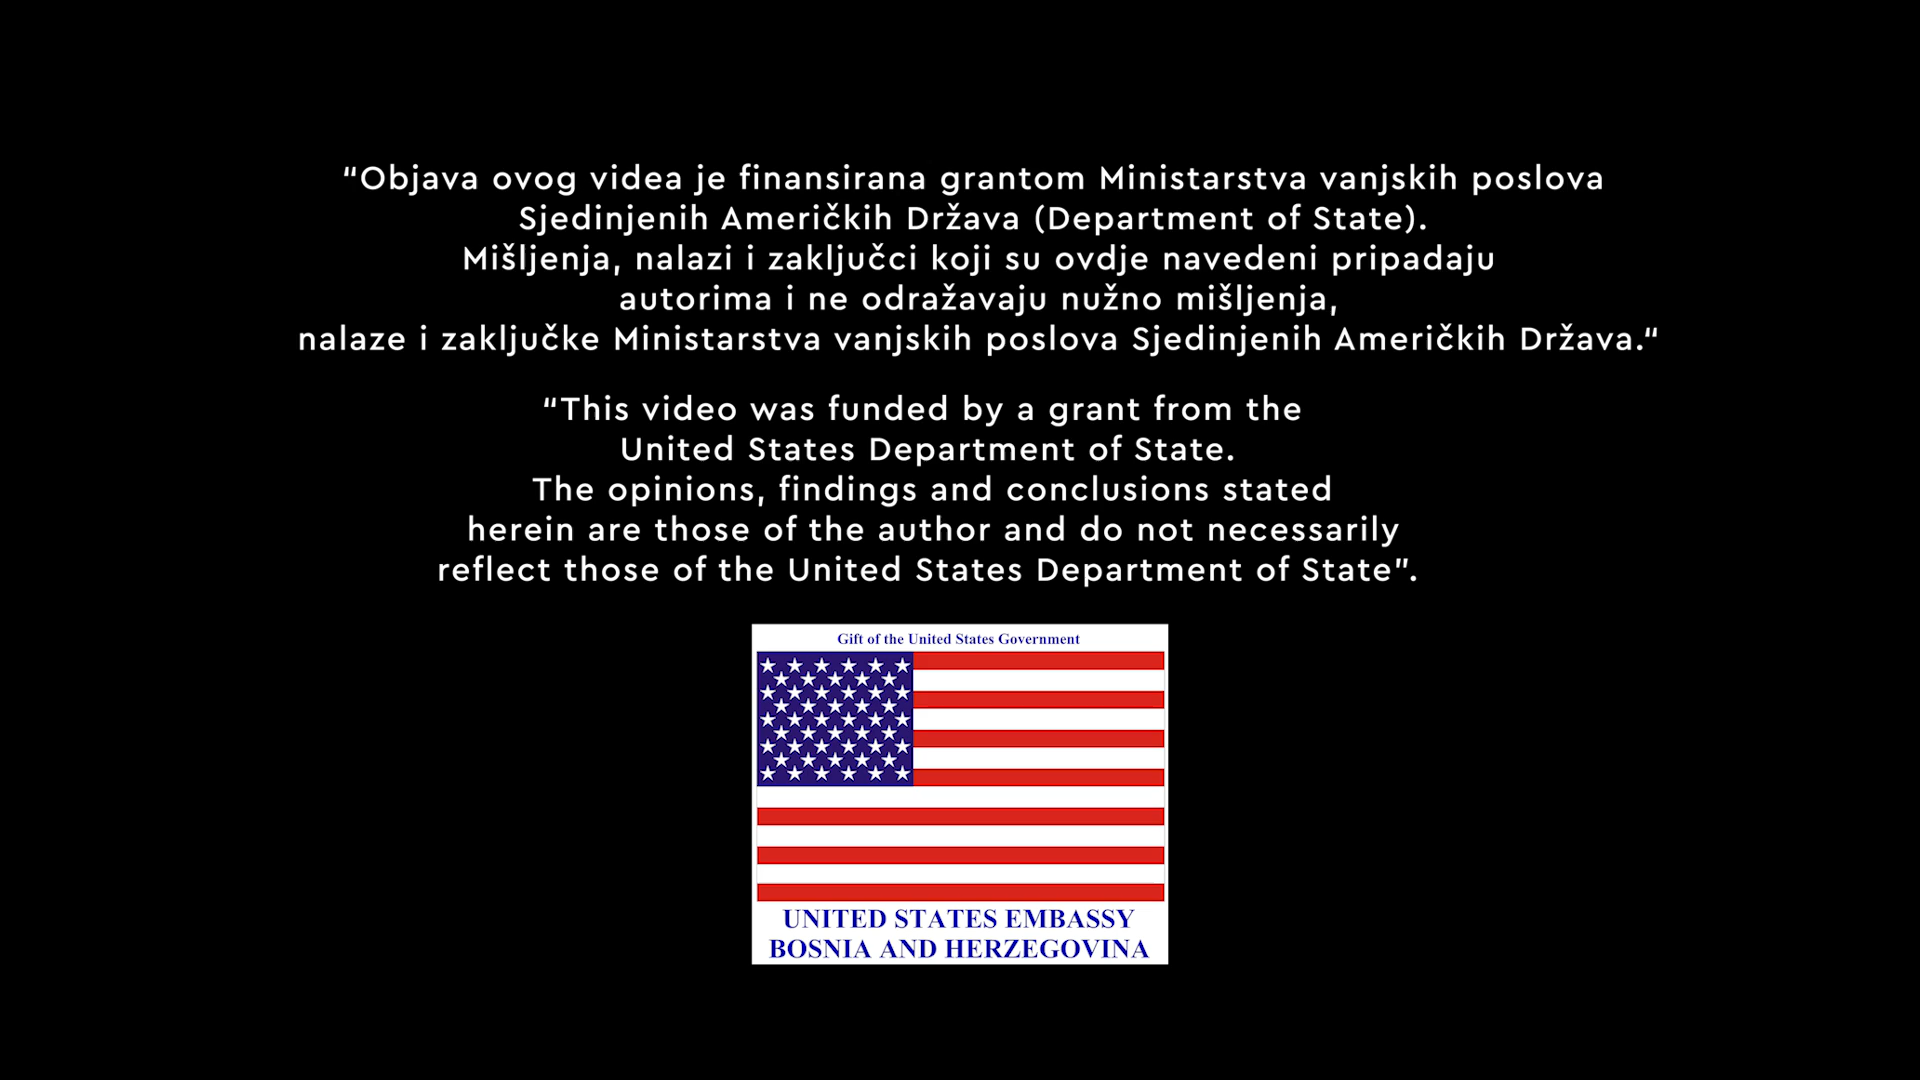 “Objava ovog videa je finansirana grantom Ministarstva vanjskih poslova
Sjedinjenih Američkih Država (Department of State).
Mišljenja, nalazi i zaključci koji su ovdje navedeni pripadaju
autorima i ne odražavaju nužno mišljenja,
nalaze i zaključke Ministarstva vanjskih poslova Sjedinjenih Američkih Država.“
“This video was funded by a grant from the
United States Department of State.
The opinions, findings and conclusions stated
herein are those of the author and do not necessarily
reflect those of the United States Department of State”.
Gift of the United States Government
UNITED STATES EMBASSY
BOSNIA AND HERZEGOVINA